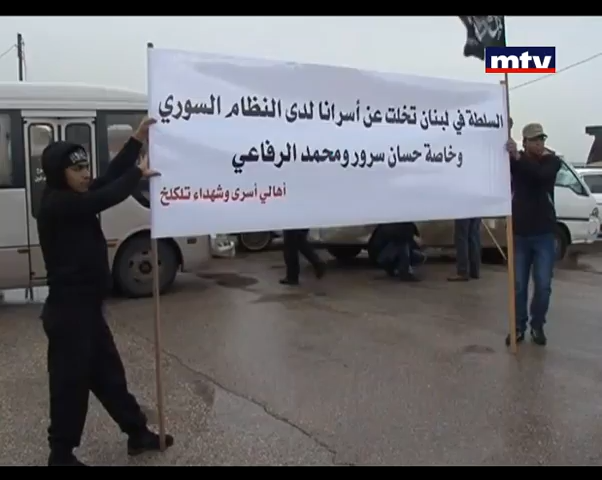 mtv
السلطة في لبنان تخلت عن أسرانا لدى النظام السوري
وخاصة حسان سرور ومحمد الرفاعي
أهالي أسرى وشهداء تلكلخ